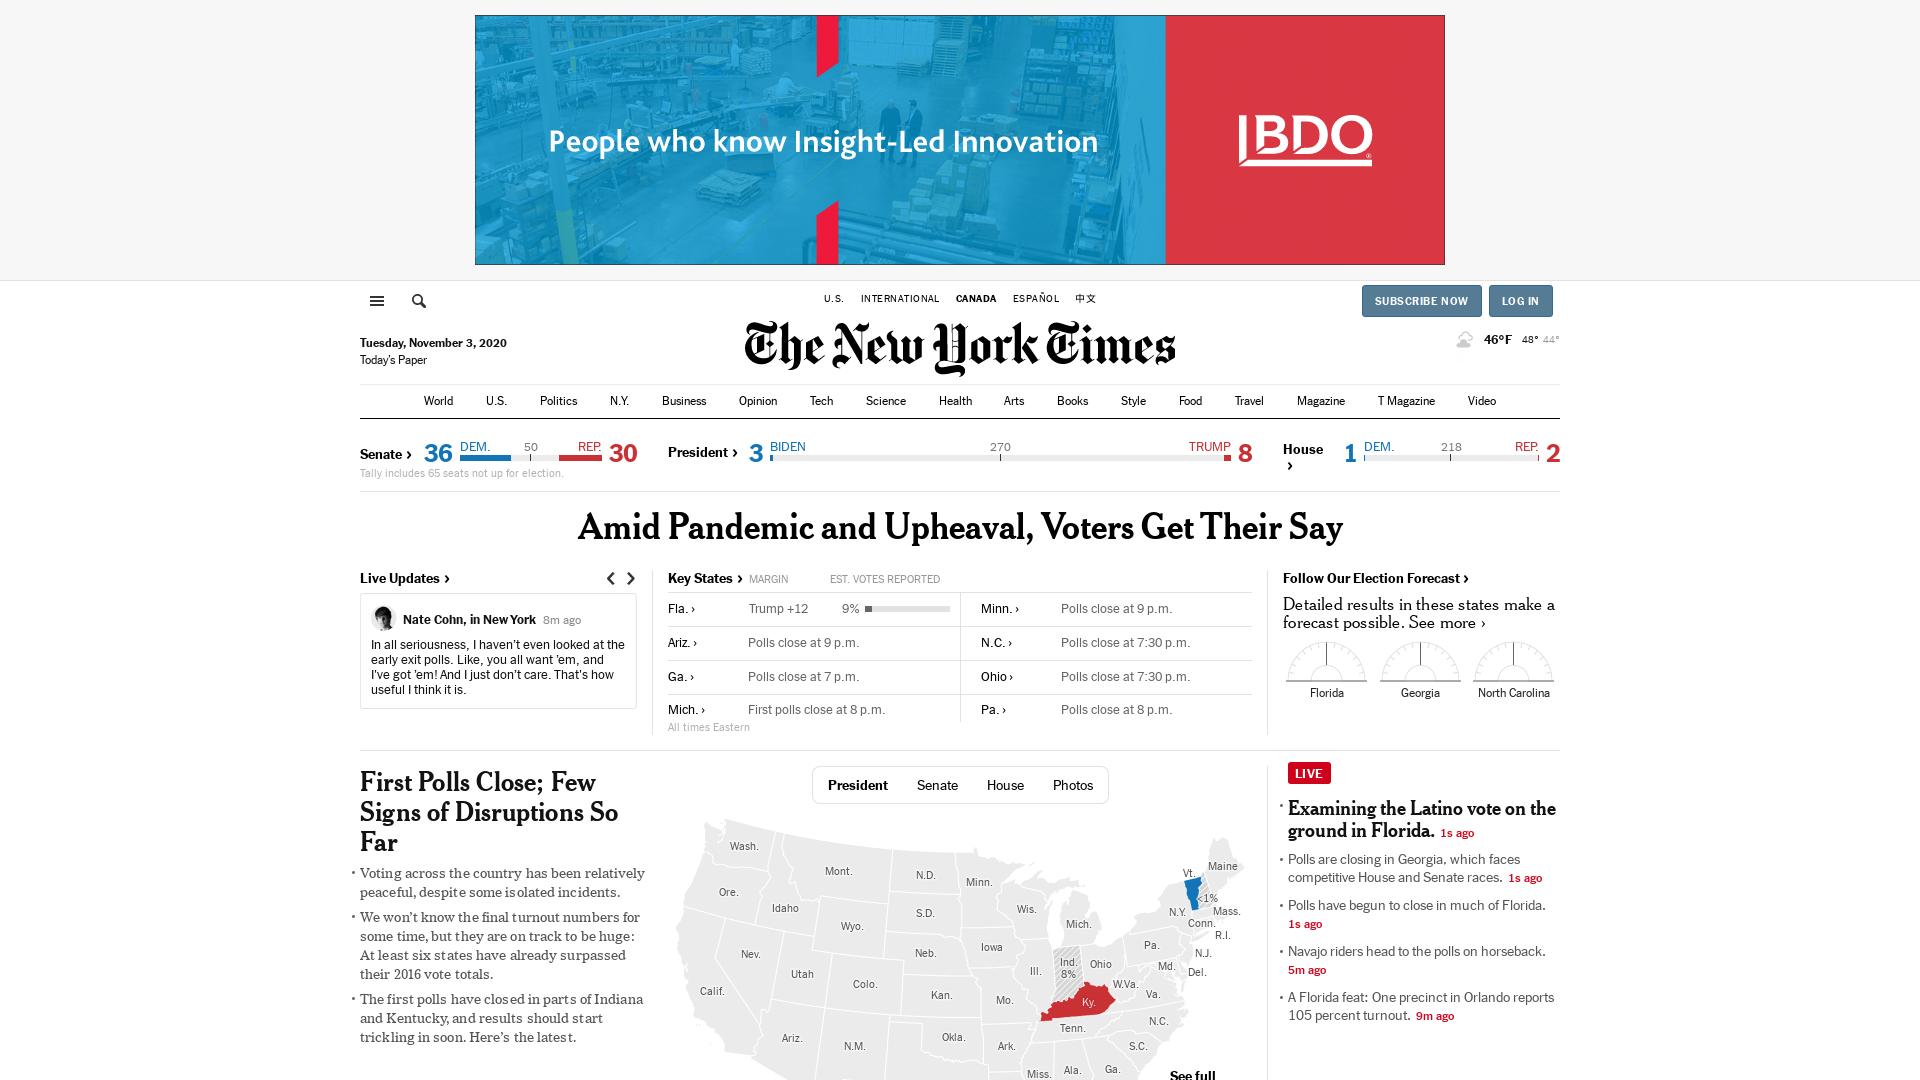 People who know Insight-Led Innovation
BDO
U.S. INTERNATIONAL CANADA ESPAÑOL 中文
SUBSCRIBE NOW LOG IN
Tuesday, November 3, 2020
Today's Paper
The New York Times
46°F 48° 44°
World U.S. Politics N.Y. Business Opinion Tech Science Health Arts Books Style Food Travel Magazine T Magazine Video
Senate › 36 DEM. 50 REP. 30
Tally includes 65 seats not up for election.
President › 3 BIDEN 270 TRUMP 8
House › 1 DEM. 218 REP. 2
Amid Pandemic and Upheaval, Voters Get Their Say
Live Updates ›
Nate Cohn, in New York 8m ago
In all seriousness, I haven't even looked at the
early exit polls. Like, you all want 'em, and
I've got 'em! And I just don't care. That's how
useful I think it is.
Key States › MARGIN EST. VOTES REPORTED
Fla. › Trump +12 9%
Ariz. › Polls close at 9 p.m.
Ga. › Polls close at 7 p.m.
Mich. › First polls close at 8 p.m.
All times Eastern
Minn. › Polls close at 9 p.m.
N.C. › Polls close at 7:30 p.m.
Ohio › Polls close at 7:30 p.m.
Pa. › Polls close at 8 p.m.
Follow Our Election Forecast ›
Detailed results in these states make a
forecast possible. See more ›
Florida Georgia North Carolina
First Polls Close; Few
Signs of Disruptions So
Far
• Voting across the country has been relatively
peaceful, despite some isolated incidents.
• We won't know the final turnout numbers for
some time, but they are on track to be huge:
At least six states have already surpassed
their 2016 vote totals.
• The first polls have closed in parts of Indiana
and Kentucky, and results should start
trickling in soon. Here's the latest.
President Senate House Photos
Wash.
Mont.
N.D.
Minn.
Vt.
Maine
Ore.
Idaho
S.D.
Wis.
<1%
N.Y.
Mass.
Wyo.
Mich.
Conn.
R.I.
Nev.
Neb.
Iowa
Pa.
N.J.
Utah
Colo.
Ill.
Ind.
8%
Ohio
Md.
Del.
Calif.
Kan.
Mo.
Ky.
W.Va.
Va.
Ariz.
N.M.
Okla.
Ark.
Tenn.
N.C.
S.C.
Miss.
Ala.
Ga.
See full
LIVE
• Examining the Latino vote on the
ground in Florida. 1s ago
• Polls are closing in Georgia, which faces
competitive House and Senate races. 1s ago
• Polls have begun to close in much of Florida.
1s ago
• Navajo riders head to the polls on horseback.
5m ago
• A Florida feat: One precinct in Orlando reports
105 percent turnout. 9m ago